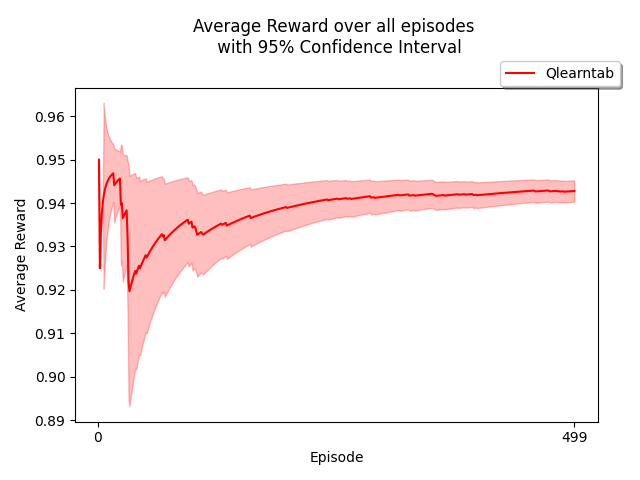 Average Reward over all episodes
with 95% Confidence Interval
Qlearntab
0.96
0.95
0.94
0.93
0.92
0.91
0.90
0.89
Average Reward
0
499
Episode